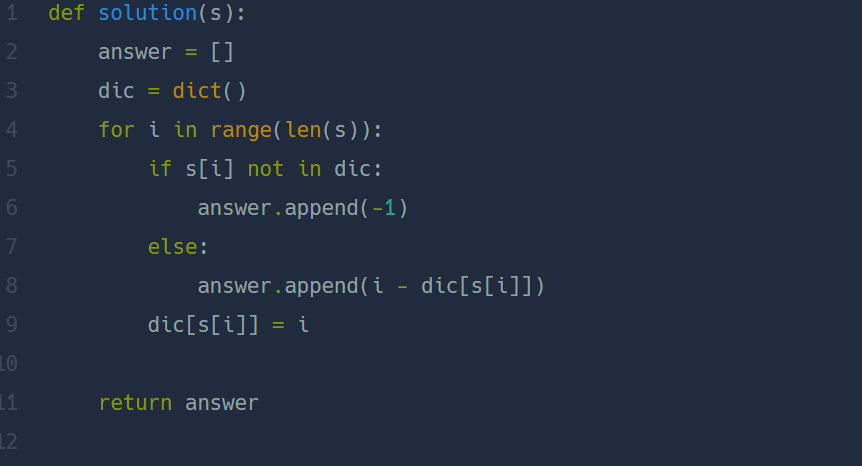 1 def solution(s):
2     answer = []
3     dic = dict()
4     for i in range(len(s)):
5         if s[i] not in dic:
6             answer.append(-1)
7         else:
8             answer.append(i - dic[s[i]])
9         dic[s[i]] = i
10
11     return answer
12